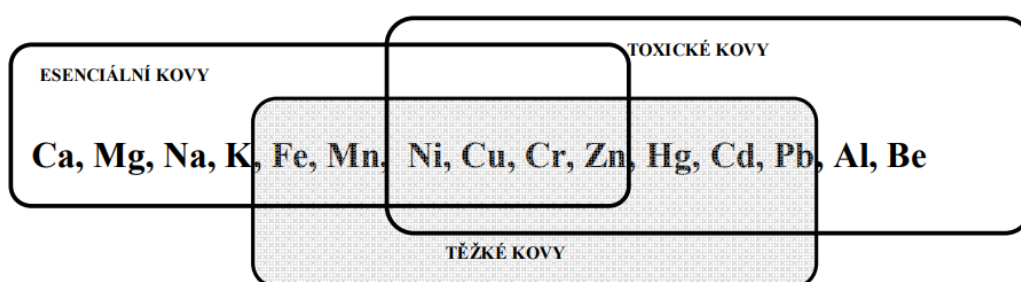 TOXICKÉ KOVY
ESENCIÁLNÍ KOVY
Ca, Mg, Na, K, Fe, Mn, Ni, Cu, Cr, Zn, Hg, Cd, Pb, Al, Be
TĚŽKÉ KOVY